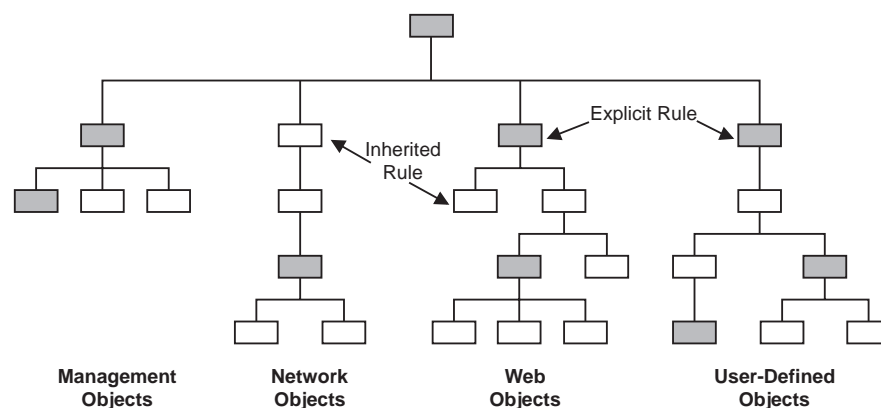 Explicit Rule
Inherited
Rule
Management
Objects
Network
Objects
Web
Objects
User-Defined
Objects